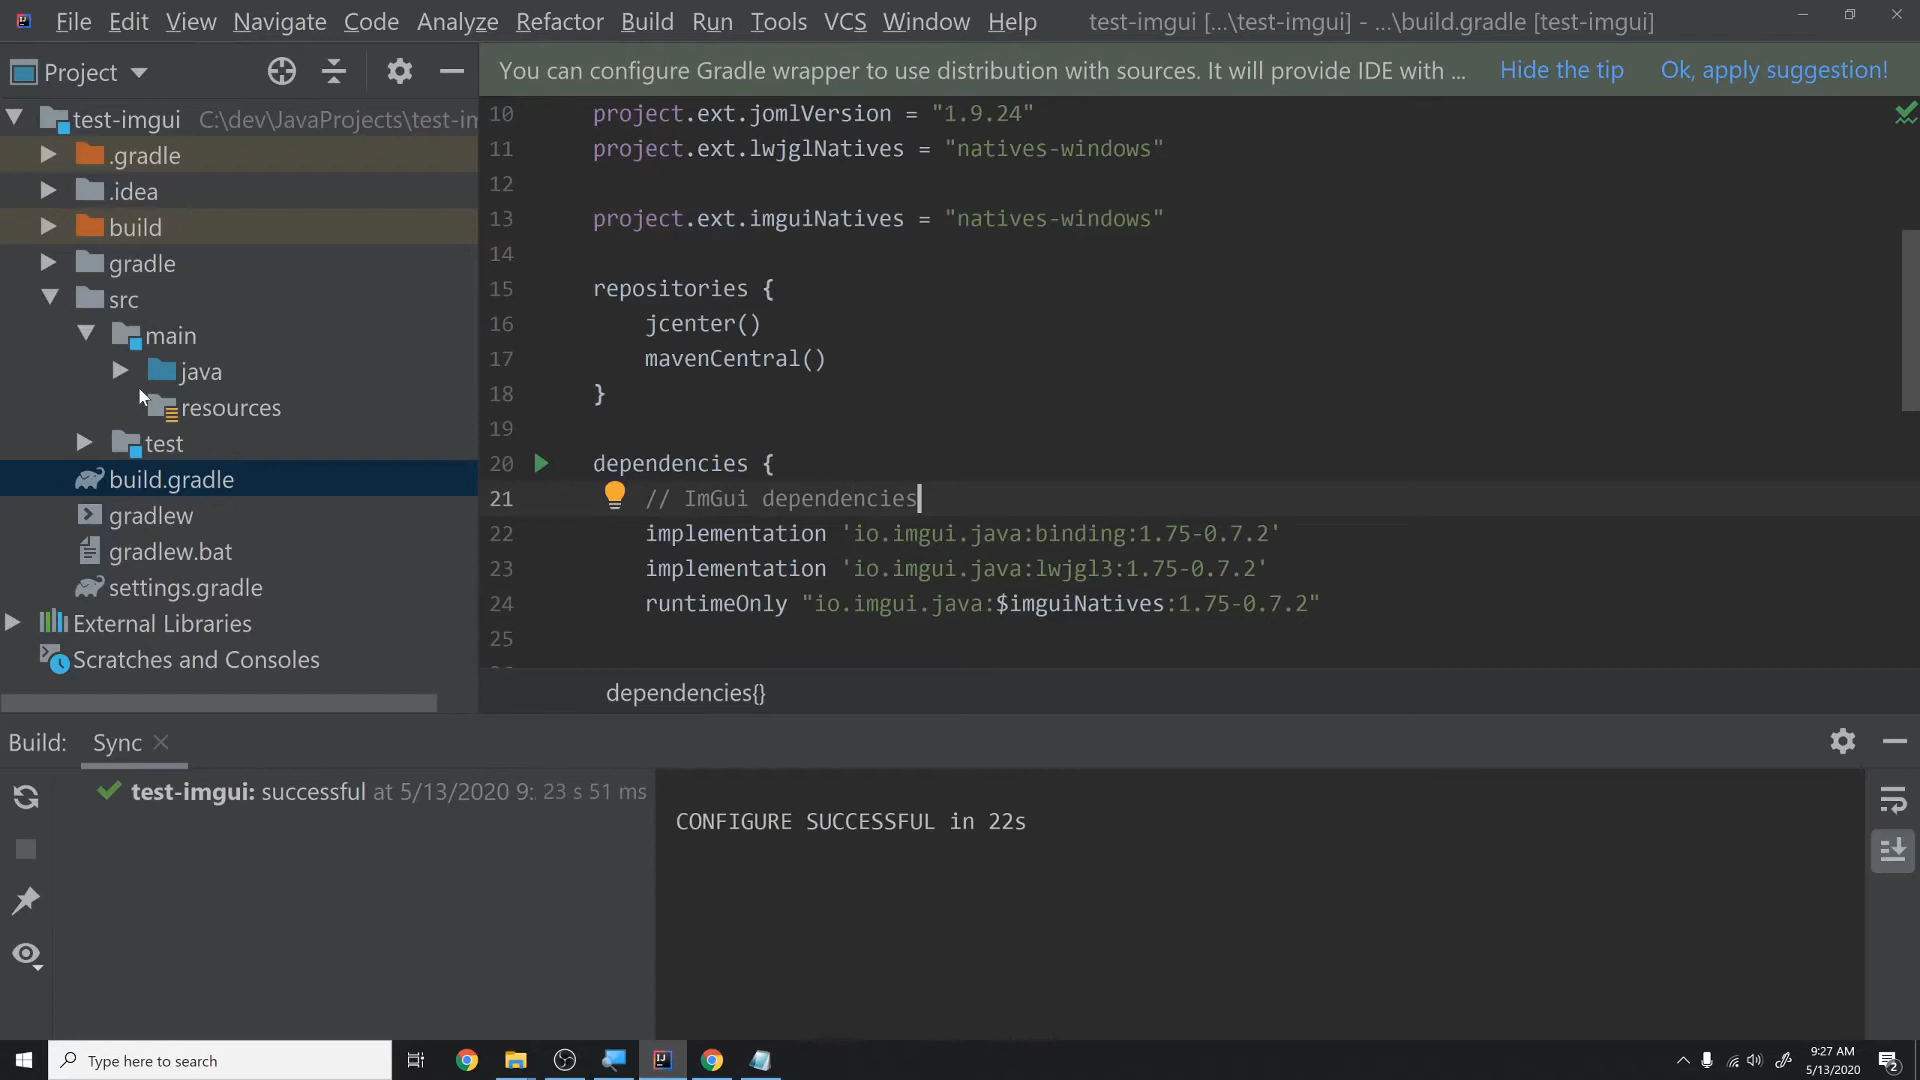 File Edit View Navigate Code Analyze Refactor Build Run Tools VCS Window Help test-imgui [...\test-imgui] - ...\build.gradle [test-imgui]
Project
You can configure Gradle wrapper to use distribution with sources. It will provide IDE with ... Hide the tip Ok, apply suggestion!
test-imgui C:\dev\JavaProjects\test-im
.gradle
.idea
build
gradle
src
main
java
resources
test
build.gradle
gradlew
gradlew.bat
settings.gradle
External Libraries
Scratches and Consoles
10 project.ext.jomlVersion = "1.9.24"
11 project.ext.lwjglNatives = "natives-windows"
12
13 project.ext.imguiNatives = "natives-windows"
14
15 repositories {
16 jcenter()
17 mavenCentral()
18 }
19
20 dependencies {
21 // ImGui dependencies
22 implementation 'io.imgui.java:binding:1.75-0.7.2'
23 implementation 'io.imgui.java:lwjgl3:1.75-0.7.2'
24 runtimeOnly "io.imgui.java:$imguiNatives:1.75-0.7.2"
25
dependencies{}
Build: Sync
test-imgui: successful at 5/13/2020 9: 23 s 51 ms
CONFIGURE SUCCESSFUL in 22s
Type here to search
9:27 AM
5/13/2020
2